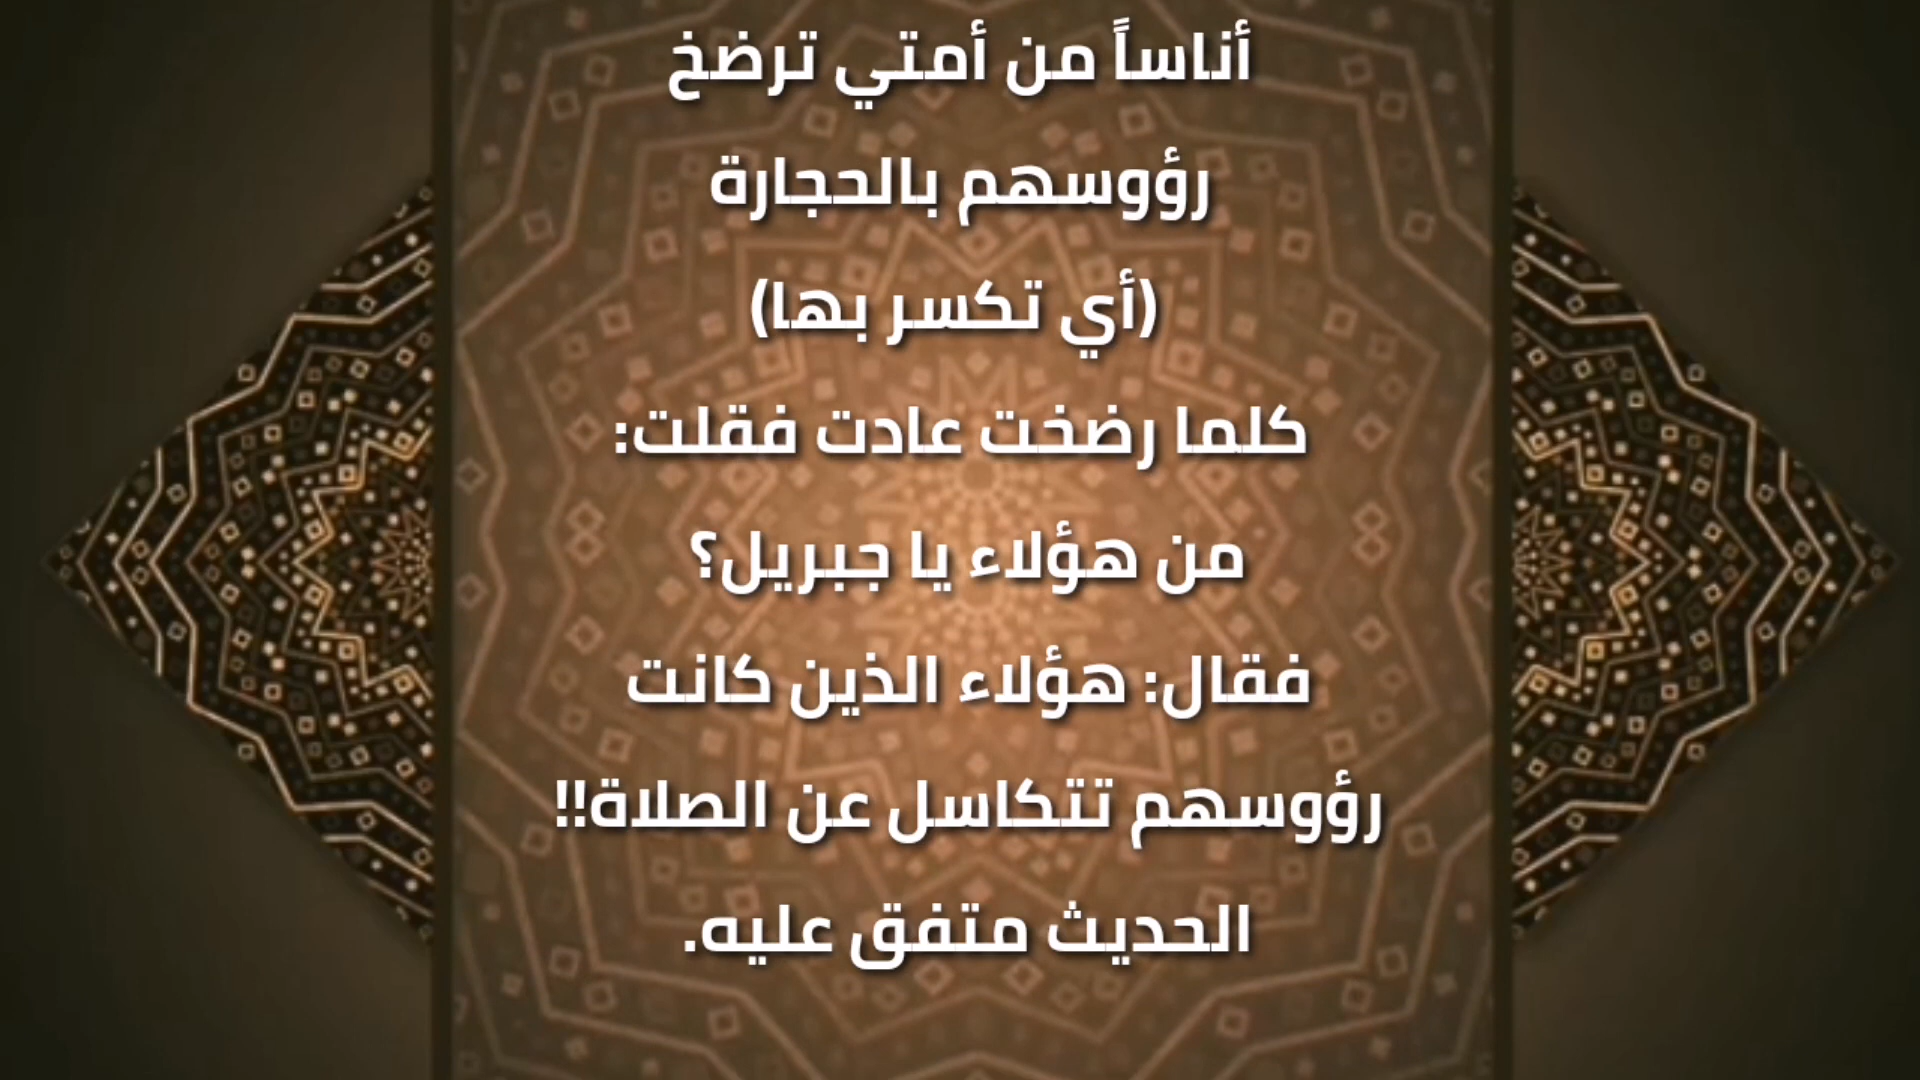 أناساً من أمتي ترضخ
رؤوسهم بالحجارة
(أي تكسر بها)
كلما رضخت عادت فقلت:
من هؤلاء يا جبريل؟
فقال: هؤلاء الذين كانت
رؤوسهم تتكاسل عن الصلاة!!
الحديث متفق عليه.